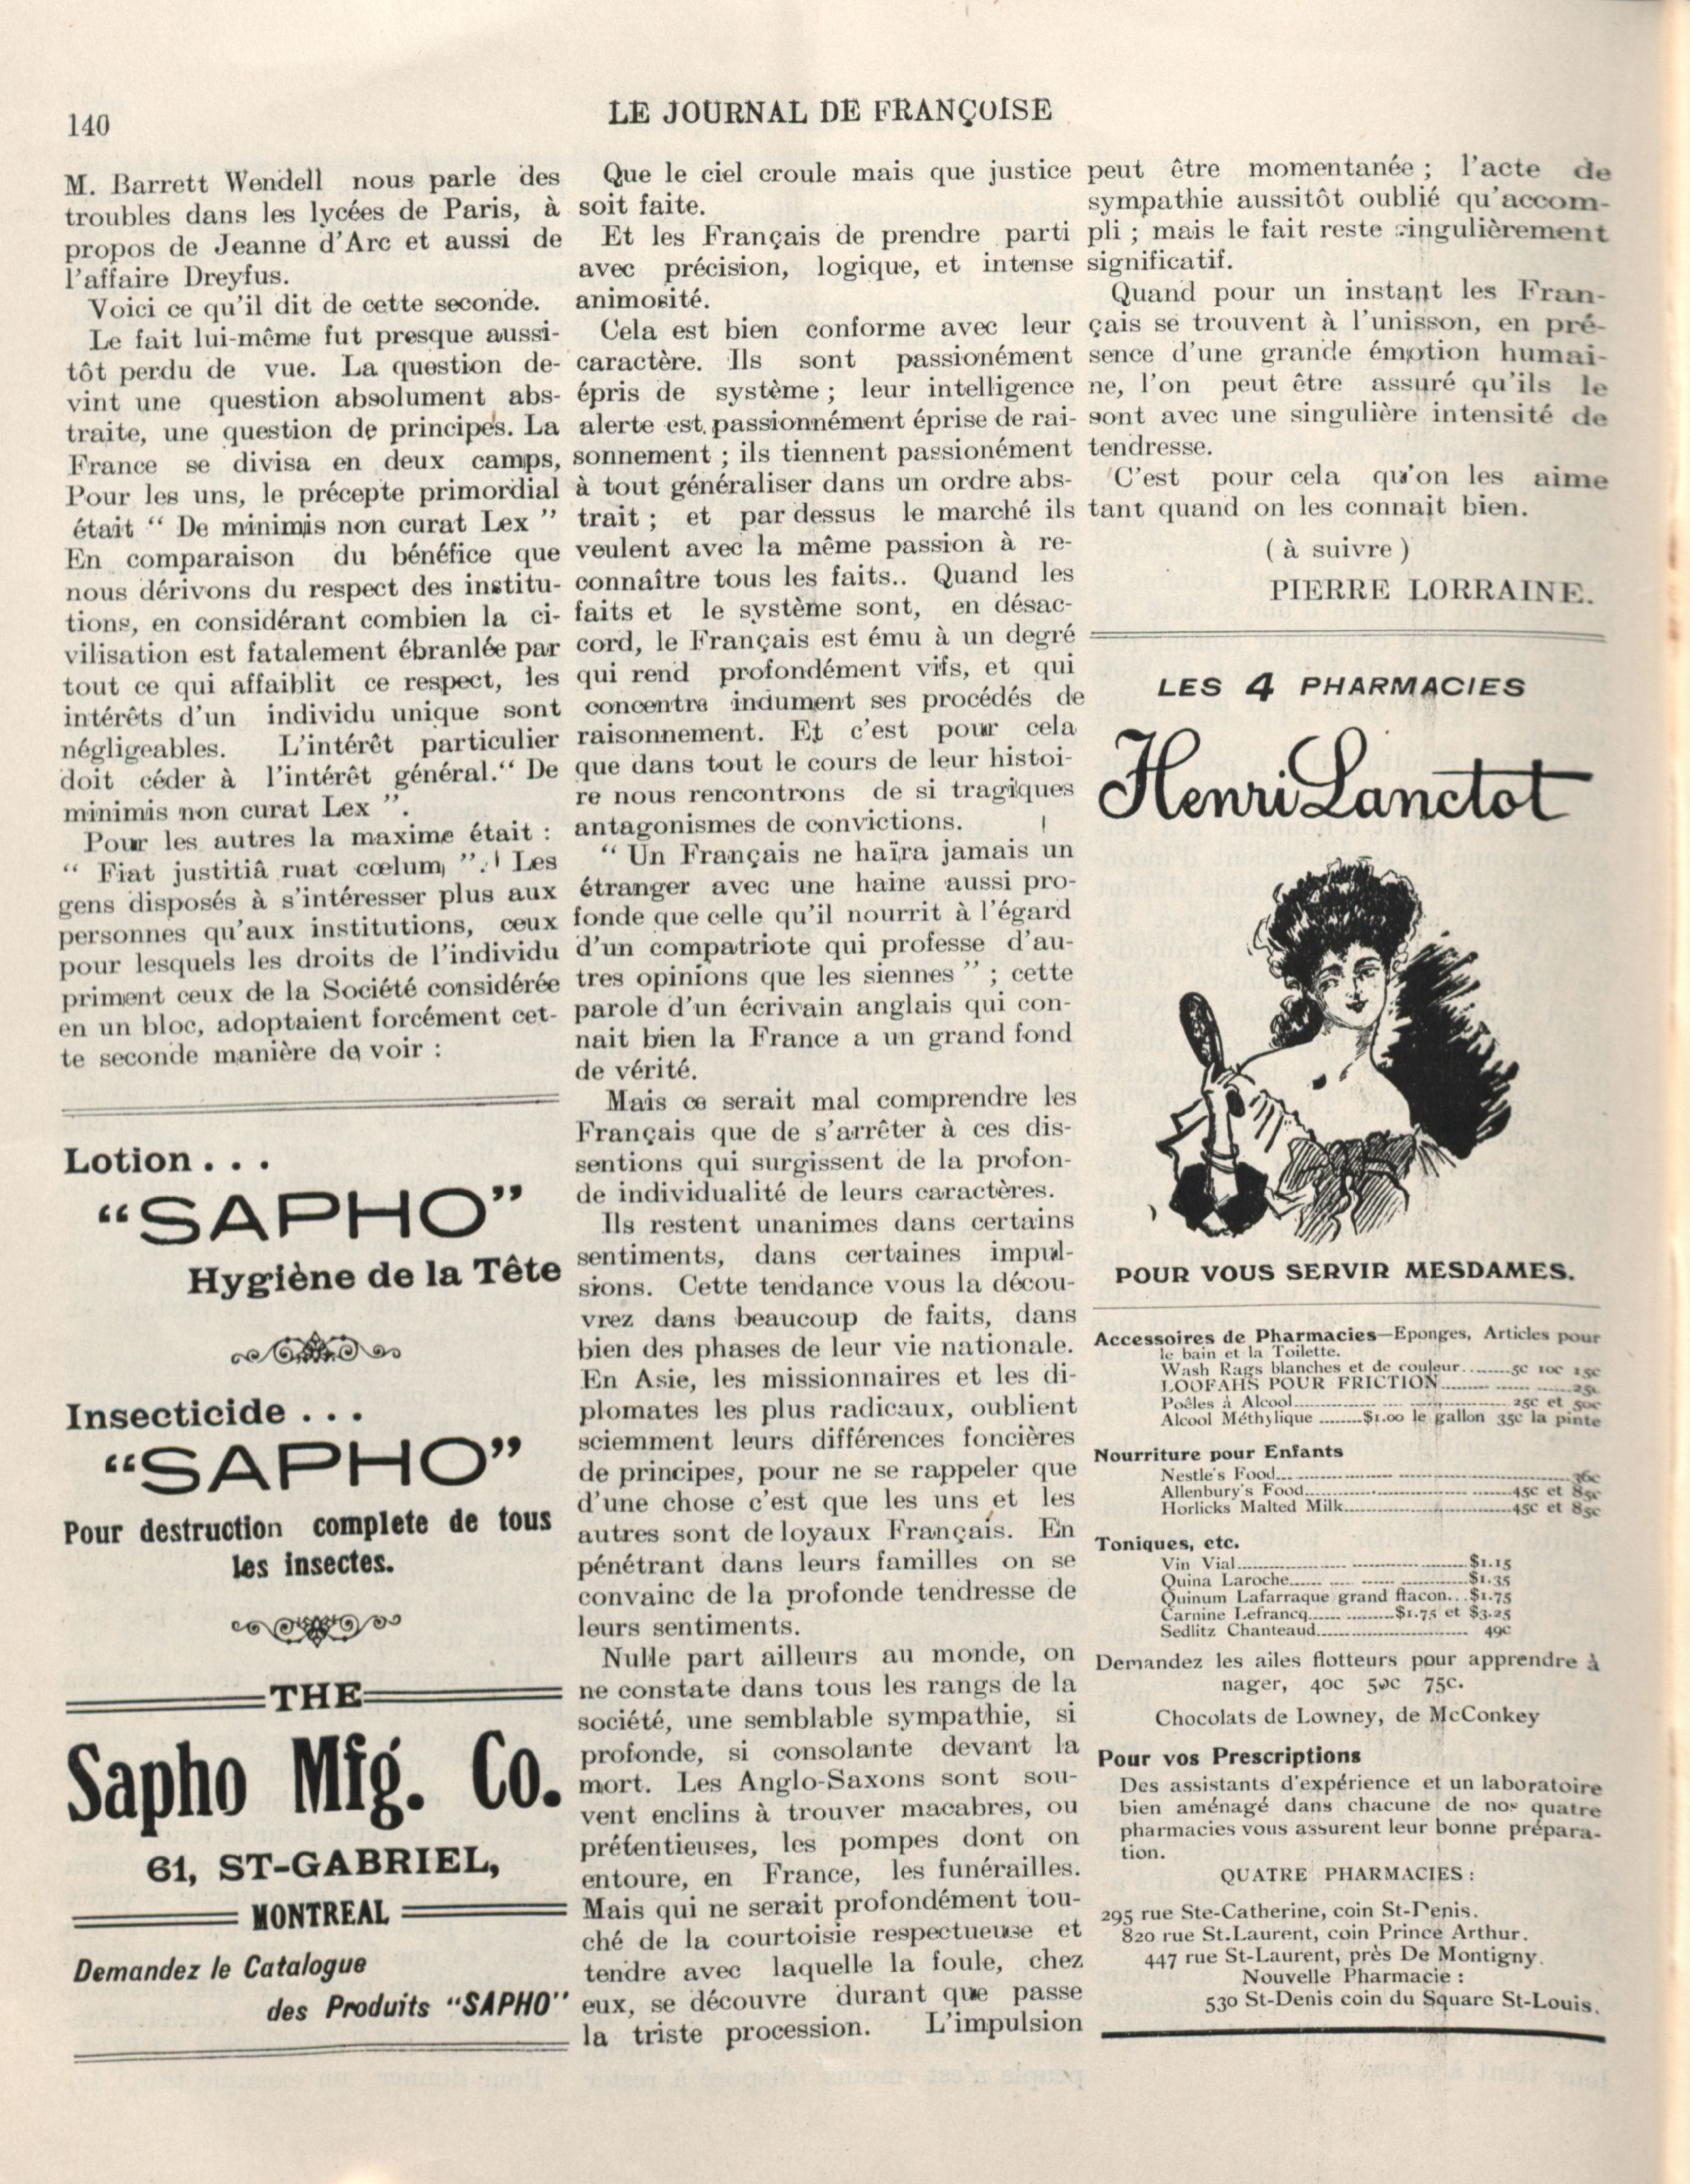 140
LE JOURNAL DE FRANÇOISE
M. Barrett Wendell nous parle des
troubles dans les lycées de Paris, à
propos de Jeanne d'Arc et aussi de
l'affaire Dreyfus.
Voici ce qu'il dit de cette seconde.
Le fait lui-même fut presque aussi-
tôt perdu de vue. La question de-
vint une question absolument abs-
traite, une question de principes. La
France se divisa en deux camps,
Pour les uns, le précepte primordial
était " De minimis non curat Lex "
En comparaison du bénéfice que
nous dérivons du respect des institu-
tions, en considérant combien la ci-
vilisation est fatalement ébranlée par
tout ce qui affaiblit ce respect, les
intérêts d'un individu unique sont
négligeables. L'intérêt particulier
doit céder à l'intérêt général." De
minimis non curat Lex ".
Pour les autres la maxime était :
" Fiat justitiâ ruat cœlum, ". Les
gens disposés à s'intéresser plus aux
personnes qu'aux institutions, ceux
pour lesquels les droits de l'individu
priment ceux de la Société considérée
en un bloc, adoptaient forcément cet-
te seconde manière de voir :
Lotion . . .
"SAPHO"
Hygiène de la Tête
Insecticide . . .
"SAPHO"
Pour destruction complete de tous
les insectes.
THE
Sapho Mfg. Co.
61, ST-GABRIEL,
MONTREAL
Demandez le Catalogue
des Produits "SAPHO"
Que le ciel croule mais que justice
soit faite.
Et les Français de prendre parti
avec précision, logique, et intense
animosité.
Cela est bien conforme avec leur
caractère. Ils sont passionément
épris de système ; leur intelligence
alerte est passionnément éprise de rai-
sonnement ; ils tiennent passionément
à tout généraliser dans un ordre abs-
trait ; et par dessus le marché ils
veulent avec la même passion à re-
connaître tous les faits.. Quand les
faits et le système sont, en désac-
cord, le Français est ému à un degré
qui rend profondément vifs, et qui
concentre indument ses procédés de
raisonnement. Et c'est pour cela
que dans tout le cours de leur histoi-
re nous rencontrons de si tragiques
antagonismes de convictions.
" Un Français ne haïra jamais un
étranger avec une haine aussi pro-
fonde que celle qu'il nourrit à l'égard
d'un compatriote qui professe d'au-
tres opinions que les siennes " ; cette
parole d'un écrivain anglais qui con-
nait bien la France a un grand fond
de vérité.
Mais ce serait mal comprendre les
Français que de s'arrêter à ces dis-
sentions qui surgissent de la profon-
de individualité de leurs caractères.
Ils restent unanimes dans certains
sentiments, dans certaines impul-
sions. Cette tendance vous la décou-
vrez dans beaucoup de faits, dans
bien des phases de leur vie nationale.
En Asie, les missionnaires et les di-
plomates les plus radicaux, oublient
sciemment leurs différences foncières
de principes, pour ne se rappeler que
d'une chose c'est que les uns et les
autres sont de loyaux Français. En
pénétrant dans leurs familles on se
convainc de la profonde tendresse de
leurs sentiments.
Nulle part ailleurs au monde, on
ne constate dans tous les rangs de la
société, une semblable sympathie, si
profonde, si consolante devant la
mort. Les Anglo-Saxons sont sou-
vent enclins à trouver macabres, ou
prétentieuses, les pompes dont on
entoure, en France, les funérailles.
Mais qui ne serait profondément tou-
ché de la courtoisie respectueuse et
tendre avec laquelle la foule, chez
eux, se découvre durant que passe
la triste procession. L'impulsion
peut être momentanée ; l'acte de
sympathie aussitôt oublié qu'accom-
pli ; mais le fait reste singulièrement
significatif.
Quand pour un instant les Fran-
çais se trouvent à l'unisson, en pré-
sence d'une grande émotion humai-
ne, l'on peut être assuré qu'ils le
sont avec une singulière intensité de
tendresse.
C'est pour cela qu'on les aime
tant quand on les connait bien.
( à suivre )
PIERRE LORRAINE.
LES 4 PHARMACIES
Henri Lanctot
POUR VOUS SERVIR MESDAMES.
Accessoires de Pharmacies—Eponges, Articles pour
le bain et la Toilette.
Wash Rags blanches et de couleur........5c 10c 15c
LOOFAHS POUR FRICTION........ ...... ......25c
Poêles à Alcool........................ 25c et 50c
Alcool Méthylique ........$1.00 le gallon 35c la pinte
Nourriture pour Enfants
Nestle's Food........................36c
Allenbury's Food........................45c et 85c
Horlicks Malted Milk........................45c et 85c
Toniques, etc.
Vin Vial........................$1.15
Quina Laroche........................$1.35
Quinum Lafarraque grand flacon...$1.75
Carnine Lefrancq...............$1.75 et $3.25
Sedlitz Chanteaud........................ 49c
Demandez les ailes flotteurs pour apprendre à
nager, 40c 50c 75c.
Chocolats de Lowney, de McConkey
Pour vos Prescriptions
Des assistants d'expérience et un laboratoire
bien aménagé dans chacune de nos quatre
pharmacies vous assurent leur bonne prépara-
tion.
QUATRE PHARMACIES :
295 rue Ste-Catherine, coin St-Denis.
820 rue St.Laurent, coin Prince Arthur.
447 rue St-Laurent, près De Montigny.
Nouvelle Pharmacie :
530 St-Denis coin du Square St-Louis.